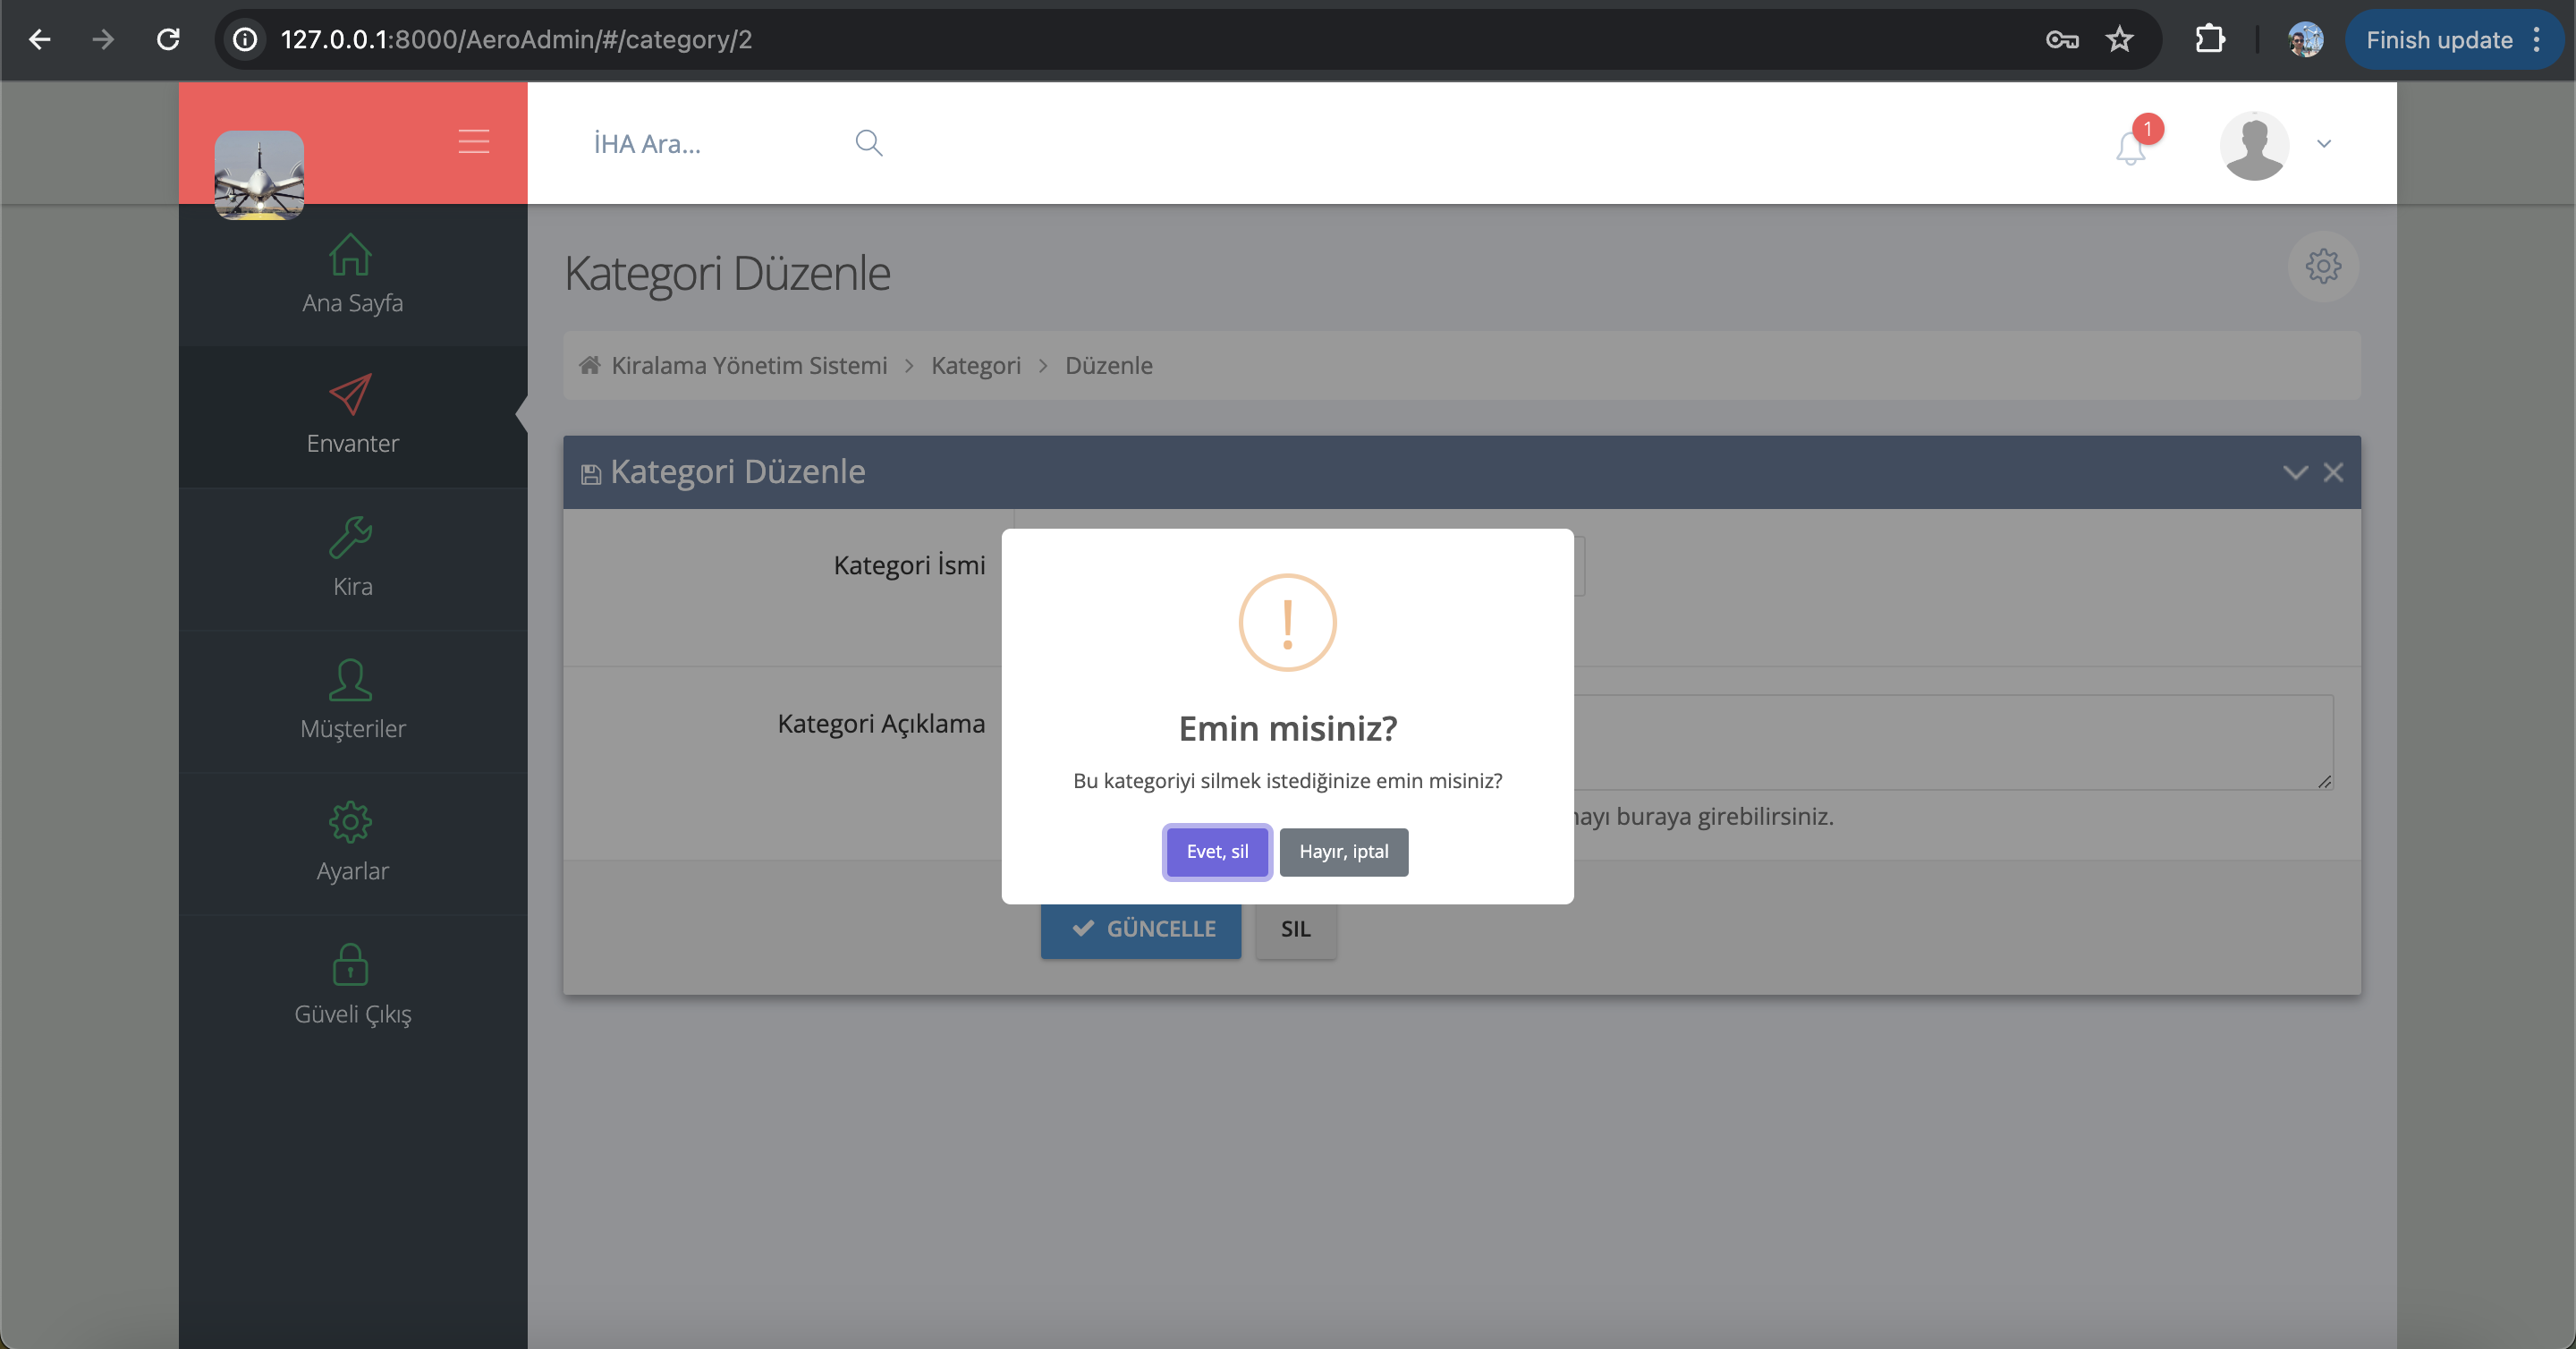 127.0.0.1:8000/AeroAdmin/#/category/2
Finish update
İHA Ara...
1
Ana Sayfa
Envanter
Kira
Müşteriler
Ayarlar
Güveli Çıkış
Kategori Düzenle
Kiralama Yönetim Sistemi > Kategori > Düzenle
Kategori Düzenle
Kategori İsmi
Kategori Açıklama
buraya girebilirsiniz.
Emin misiniz?
Bu kategoriyi silmek istediğinize emin misiniz?
Evet, sil
Hayır, iptal
GÜNCELLE
SIL